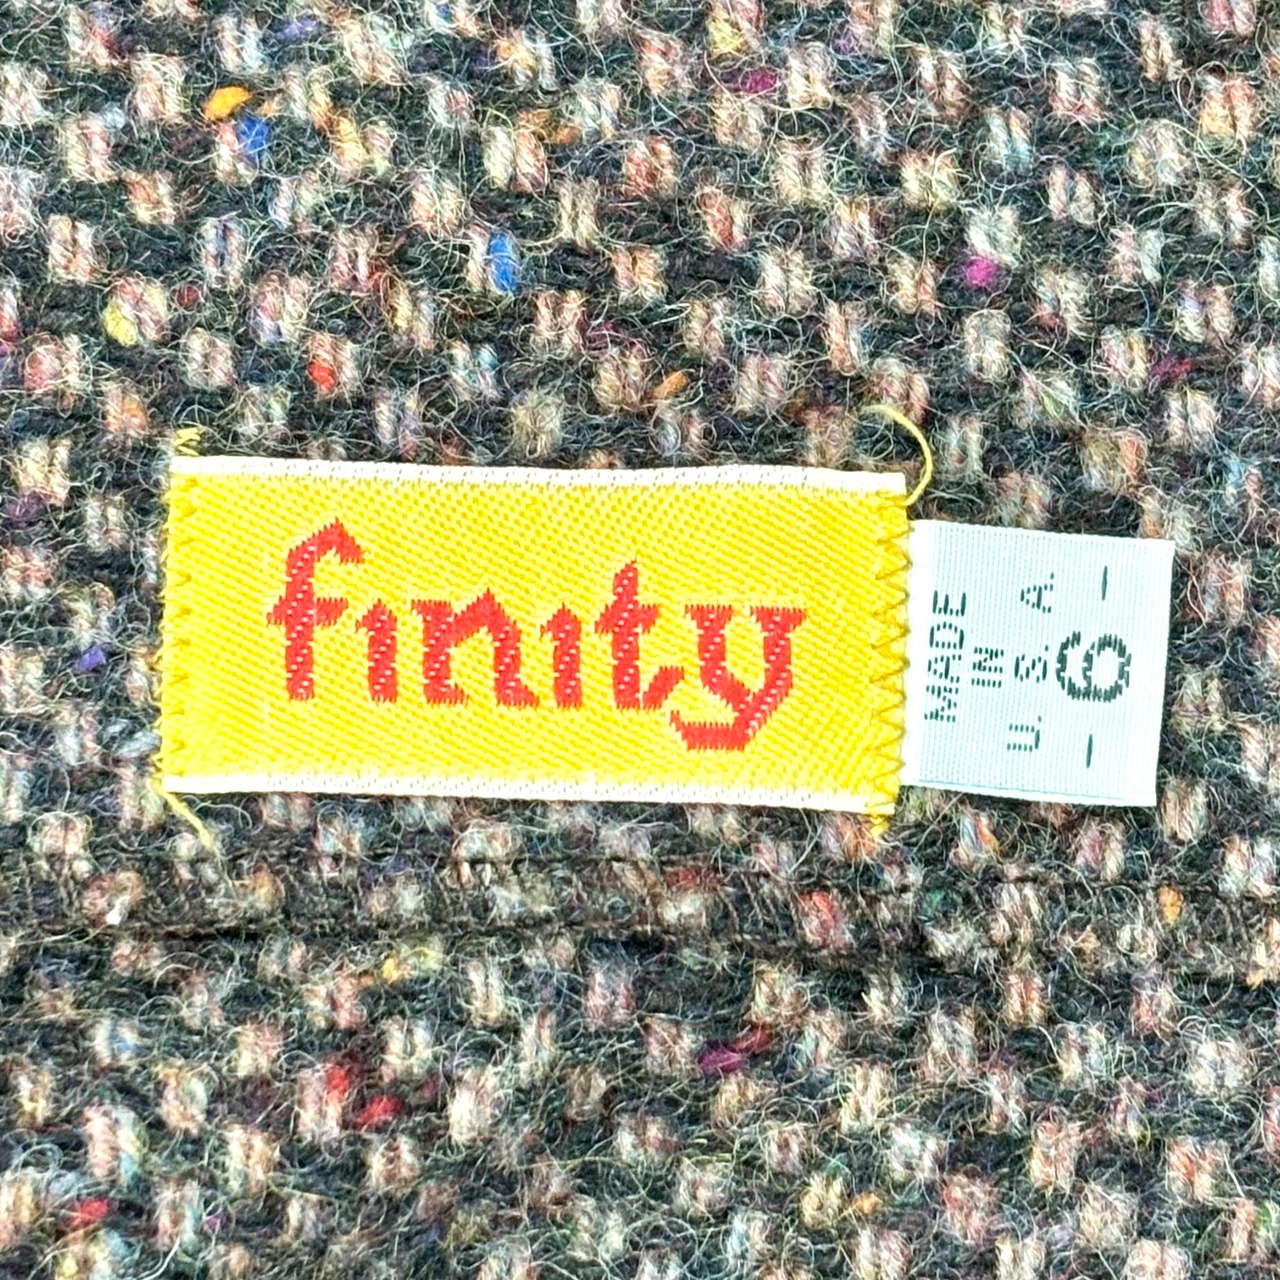 finity
MADE
IN
U. S. A.
- 6 -